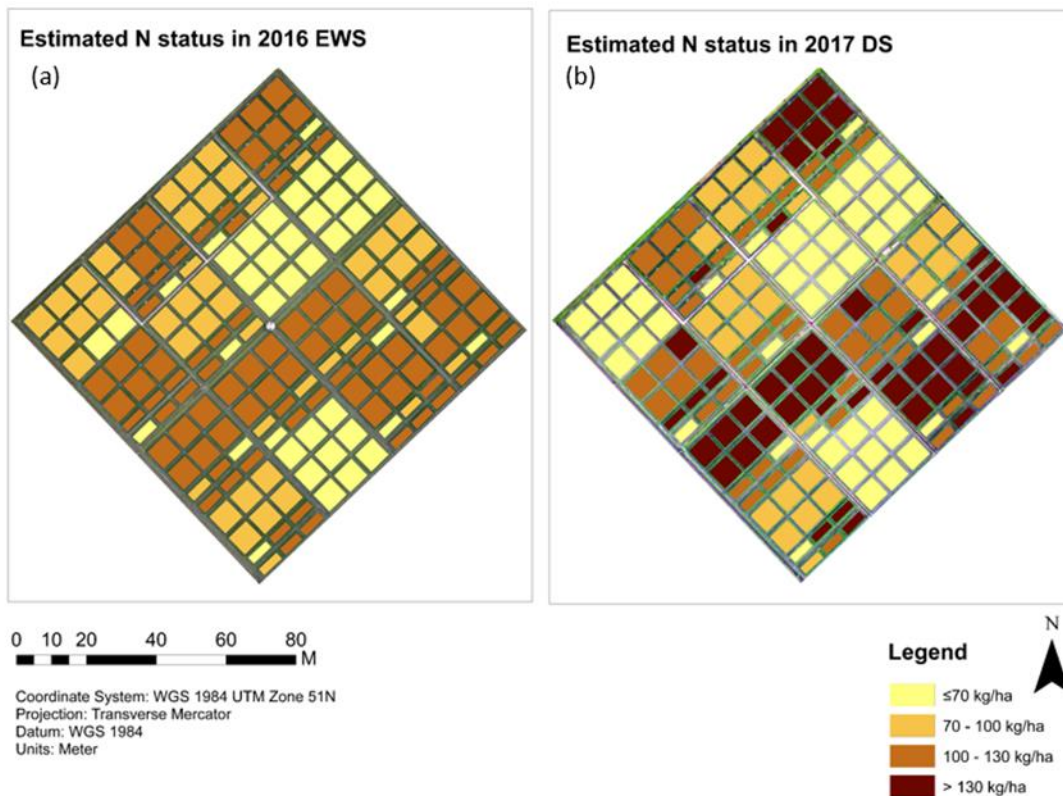 Estimated N status in 2016 EWS
(a)
Estimated N status in 2017 DS
(b)
0 10 20 40 60 80
M
Coordinate System: WGS 1984 UTM Zone 51N
Projection: Transverse Mercator
Datum: WGS 1984
Units: Meter
N
Legend
≤70 kg/ha
70 - 100 kg/ha
100 - 130 kg/ha
> 130 kg/ha